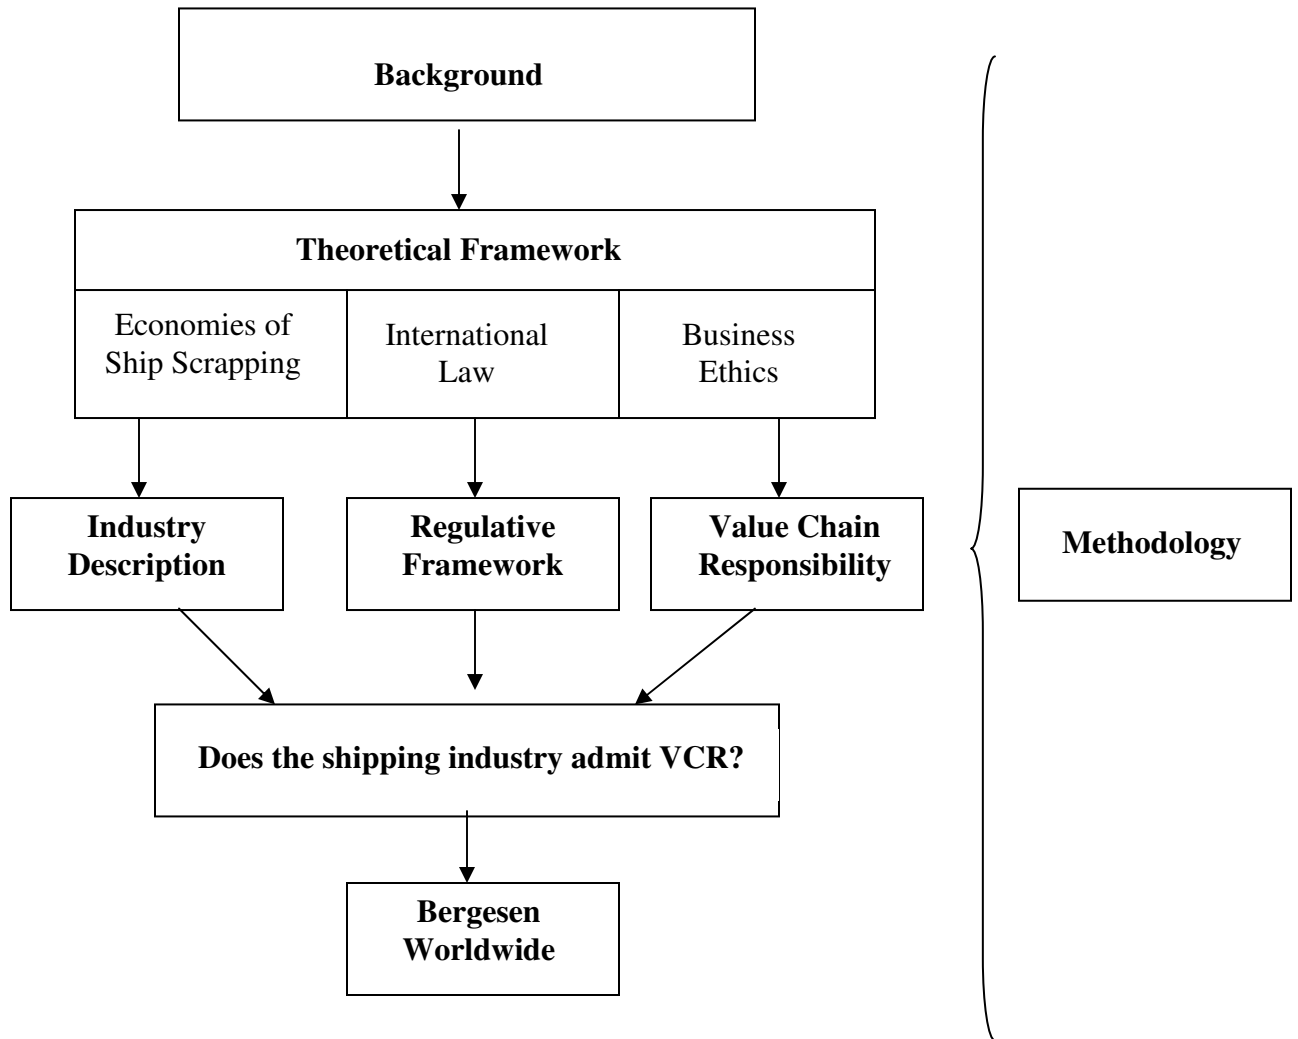 Background
Theoretical Framework
Economies of
Ship Scrapping
International
Law
Business
Ethics
Industry
Description
Regulative
Framework
Value Chain
Responsibility
Methodology
Does the shipping industry admit VCR?
Bergesen
Worldwide